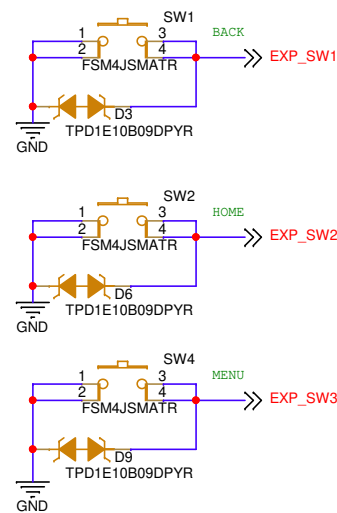 SW1
BACK
1 3
2 4
EXP_SW1
FSM4JSMATR
D3
TPD1E10B09DPYR
GND
SW2
HOME
1 3
2 4
EXP_SW2
FSM4JSMATR
D6
TPD1E10B09DPYR
GND
SW4
MENU
1 3
2 4
EXP_SW3
FSM4JSMATR
D9
TPD1E10B09DPYR
GND